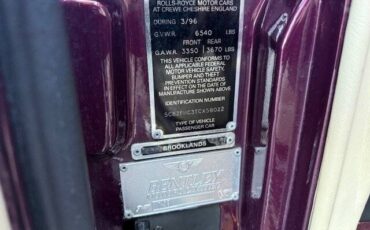 ROLLS-ROYCE MOTOR CARS
AT CREWE CHESHIRE ENGLAND
DURING 3/96
G.V.W.R. 6540 LBS
FRONT REAR
G.A.W.R. 3350 3670 LBS
THIS VEHICLE CONFORMS TO
ALL APPLICABLE FEDERAL
MOTOR VEHICLE SAFETY,
BUMPER AND THEFT
PREVENTION STANDARDS
IN EFFECT ON THE DATE OF
MANUFACTURE SHOWN ABOVE
IDENTIFICATION NUMBER
TYPE OF VEHICLE
PASSENGER CAR
BROOKLANDS
BENTLEY